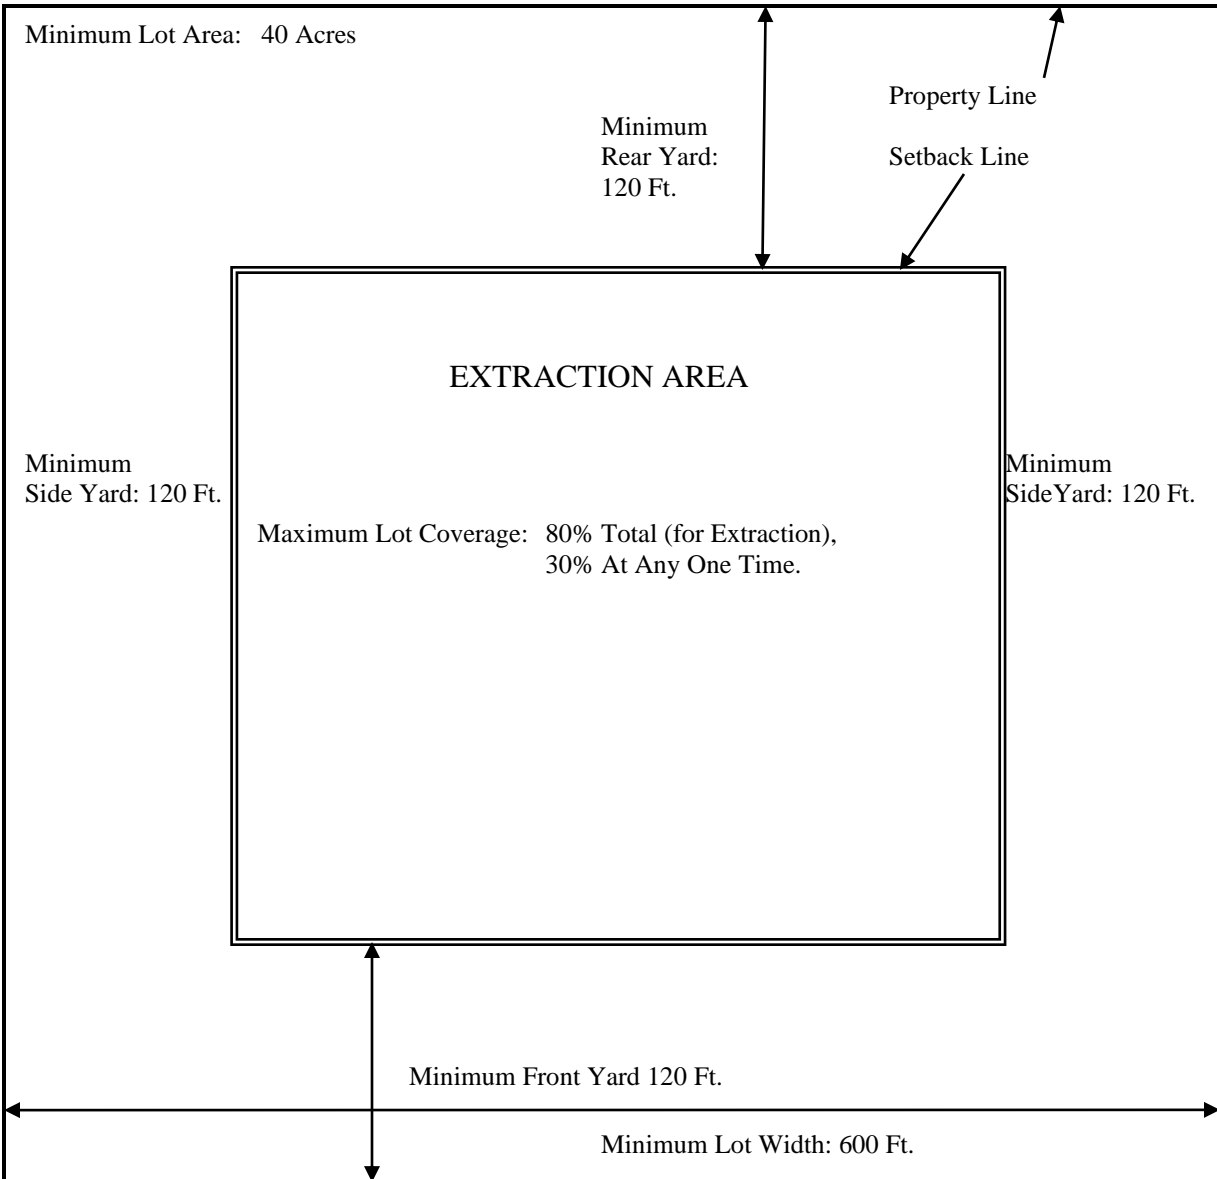 Minimum Lot Area: 40 Acres
Property Line
Minimum
Rear Yard:
120 Ft.
Setback Line
EXTRACTION AREA
Minimum
Side Yard: 120 Ft.
Minimum
SideYard: 120 Ft.
Maximum Lot Coverage: 80% Total (for Extraction),
30% At Any One Time.
Minimum Front Yard 120 Ft.
Minimum Lot Width: 600 Ft.